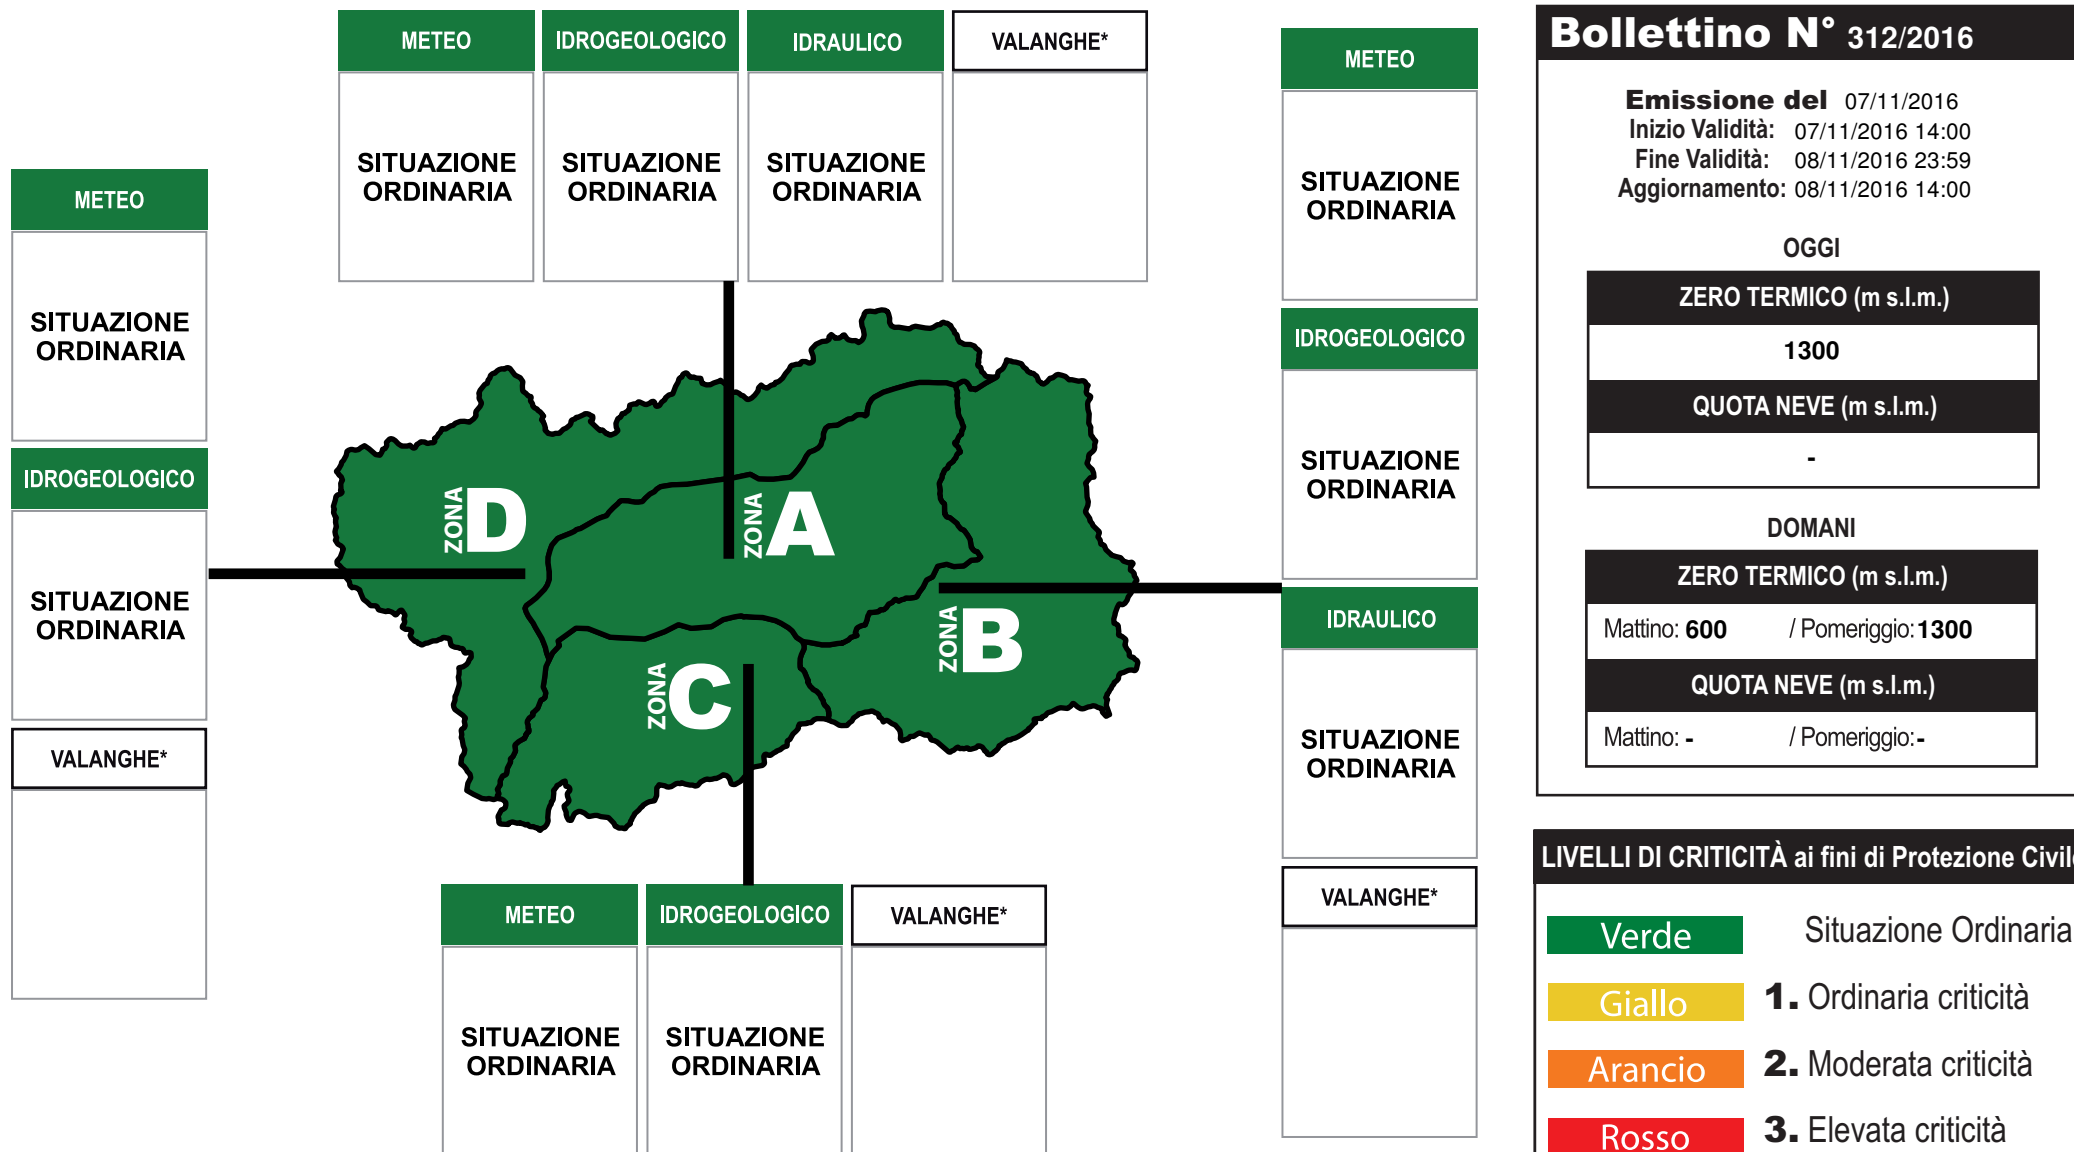 METEO
IDROGEOLOGICO
IDRAULICO
VALANGHE*
SITUAZIONE
ORDINARIA
SITUAZIONE
ORDINARIA
SITUAZIONE
ORDINARIA
METEO
SITUAZIONE
ORDINARIA
IDROGEOLOGICO
SITUAZIONE
ORDINARIA
VALANGHE*
ZONA D
ZONA A
ZONA B
ZONA C
METEO
SITUAZIONE
ORDINARIA
IDROGEOLOGICO
SITUAZIONE
ORDINARIA
IDRAULICO
SITUAZIONE
ORDINARIA
VALANGHE*
METEO
IDROGEOLOGICO
VALANGHE*
SITUAZIONE
ORDINARIA
SITUAZIONE
ORDINARIA
Bollettino N° 312/2016
Emissione del 07/11/2016
Inizio Validità: 07/11/2016 14:00
Fine Validità: 08/11/2016 23:59
Aggiornamento: 08/11/2016 14:00
OGGI
ZERO TERMICO (m s.l.m.)
1300
QUOTA NEVE (m s.l.m.)
-
DOMANI
ZERO TERMICO (m s.l.m.)
Mattino: 600 / Pomeriggio: 1300
QUOTA NEVE (m s.l.m.)
Mattino: - / Pomeriggio: -
LIVELLI DI CRITICITÀ ai fini di Protezione Civile
Verde Situazione Ordinaria
Giallo 1. Ordinaria criticità
Arancio 2. Moderata criticità
Rosso 3. Elevata criticità